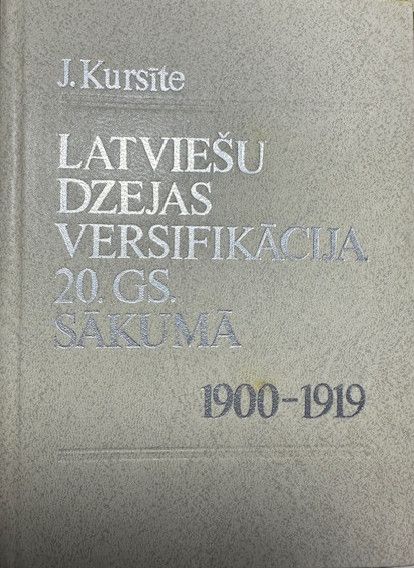 J. Kursīte
LATVIEŠU
DZEJAS
VERSIFIKĀCIJA
20. GS.
SĀKUMĀ
1900–1919